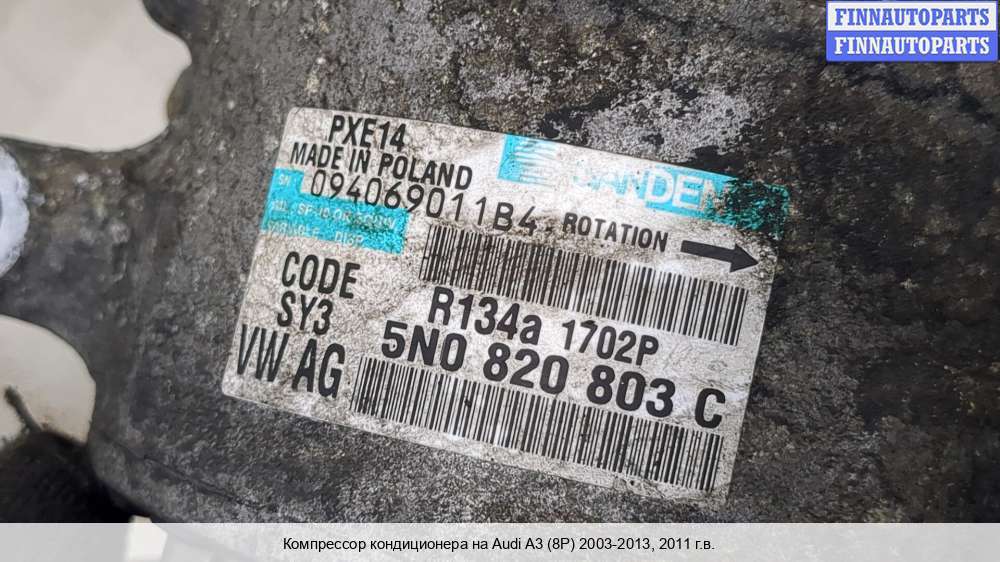 FINNAUTOPARTS
FINNAUTOPARTS
PXE14
MADE IN POLAND
SANDEN
SN 094069011B4
ROTATION
CODE
SY3
R134a 1702P
VW AG
5N0 820 803 C
Компрессор кондиционера на Audi A3 (8P) 2003-2013, 2011 г.в.